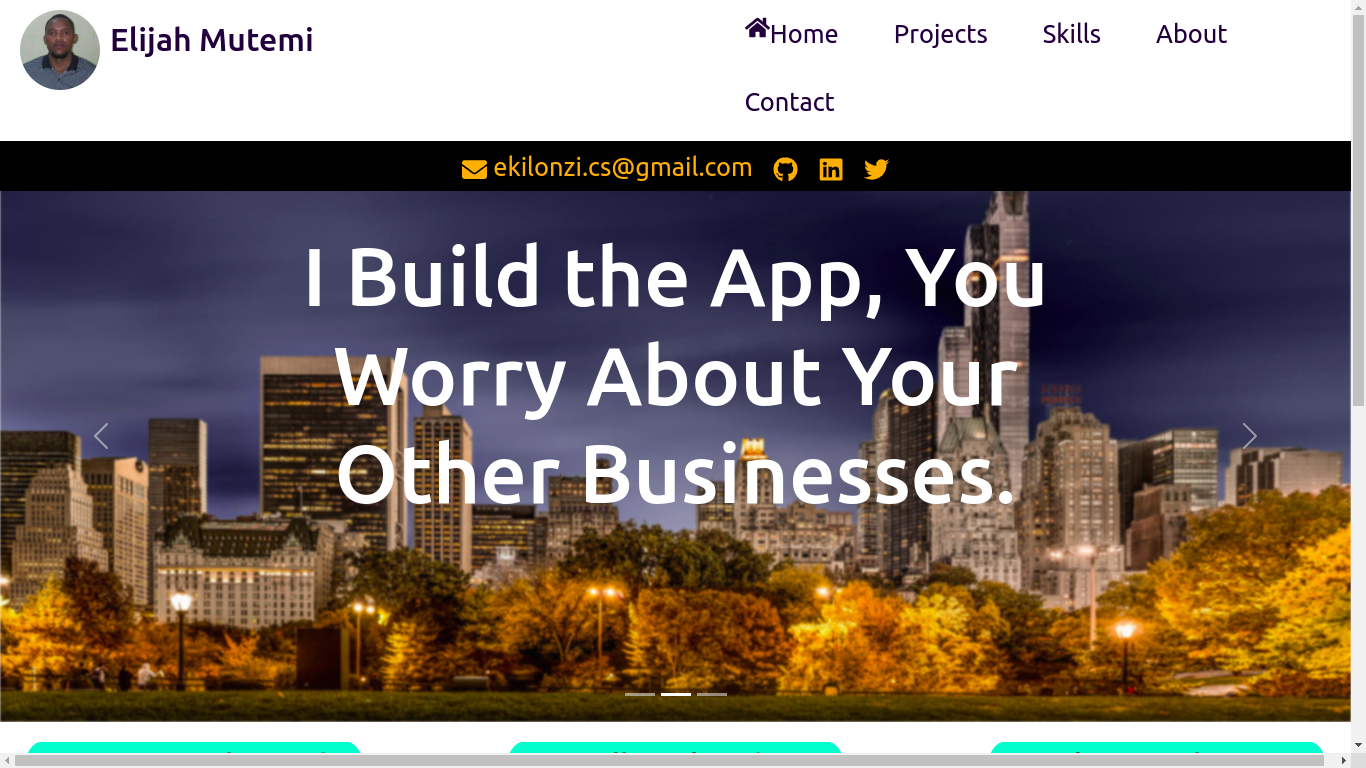 Elijah Mutemi
Home Projects Skills About
Contact
ekilonzi.cs@gmail.com
I Build the App, You
Worry About Your
Other Businesses.